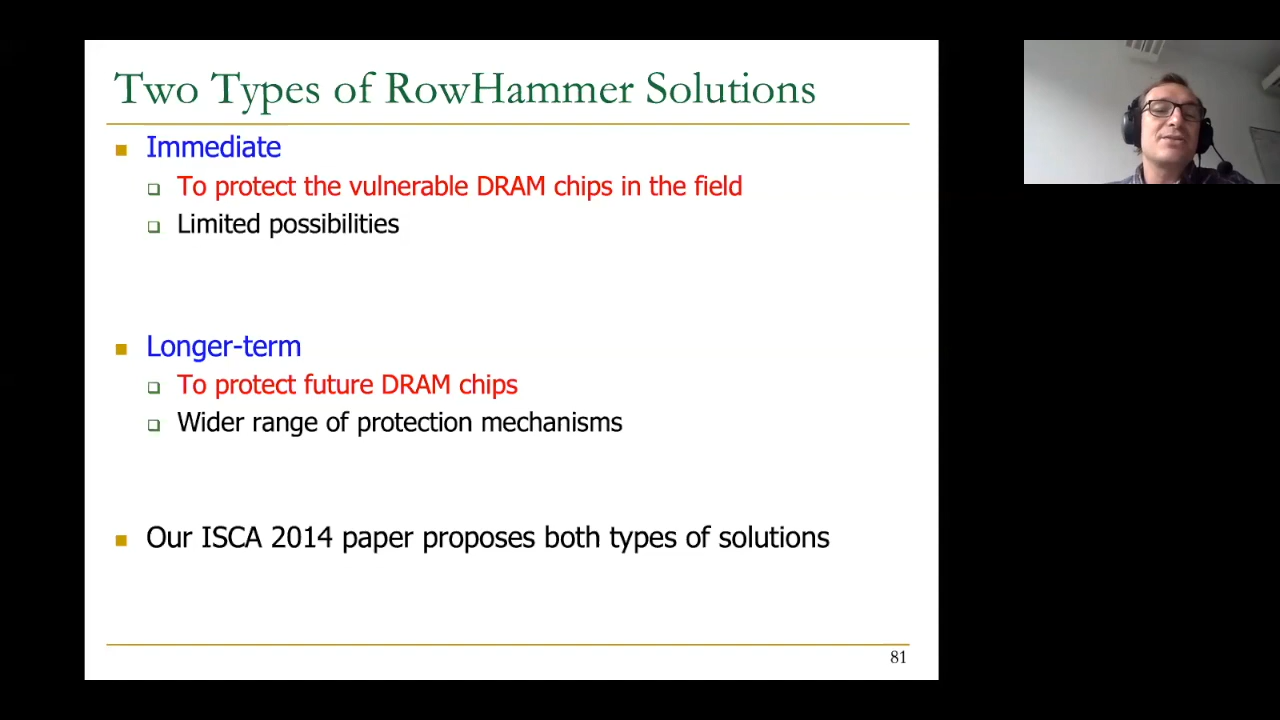 Two Types of RowHammer Solutions
Immediate
To protect the vulnerable DRAM chips in the field
Limited possibilities
Longer-term
To protect future DRAM chips
Wider range of protection mechanisms
Our ISCA 2014 paper proposes both types of solutions
81